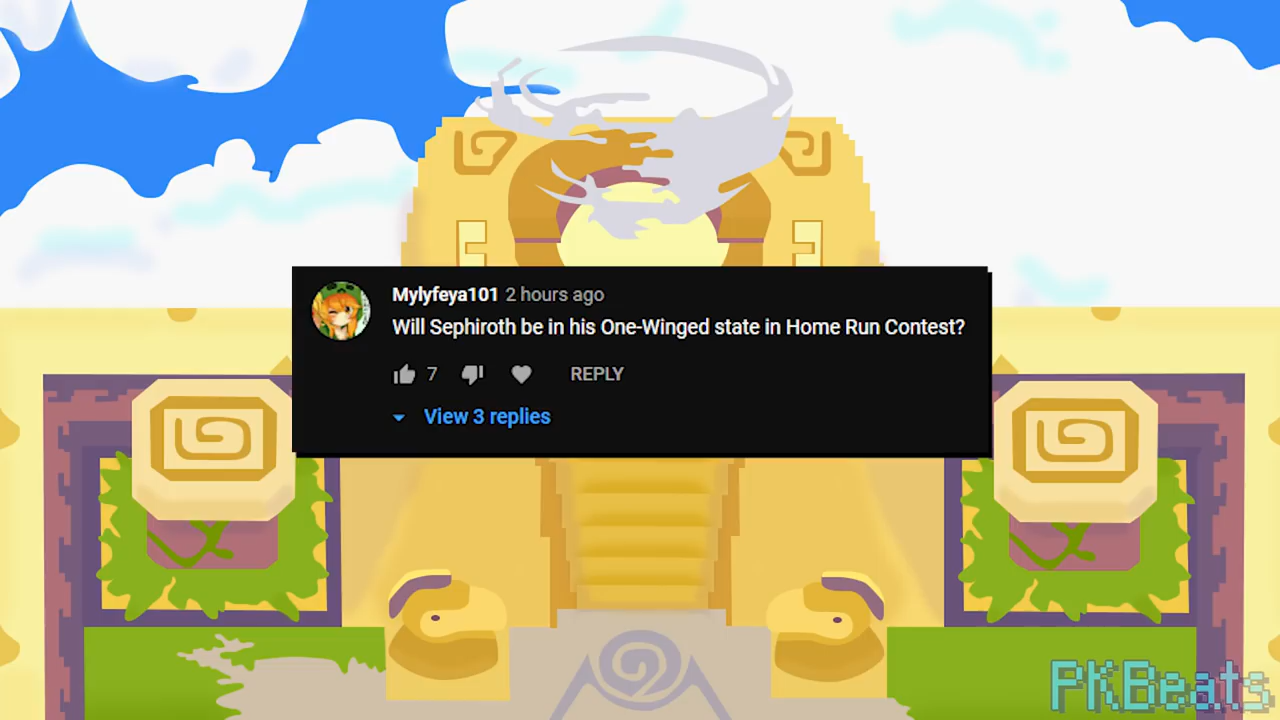 Mylyfeya101 2 hours ago
Will Sephiroth be in his One-Winged state in Home Run Contest?
7 REPLY
View 3 replies
PKBeats